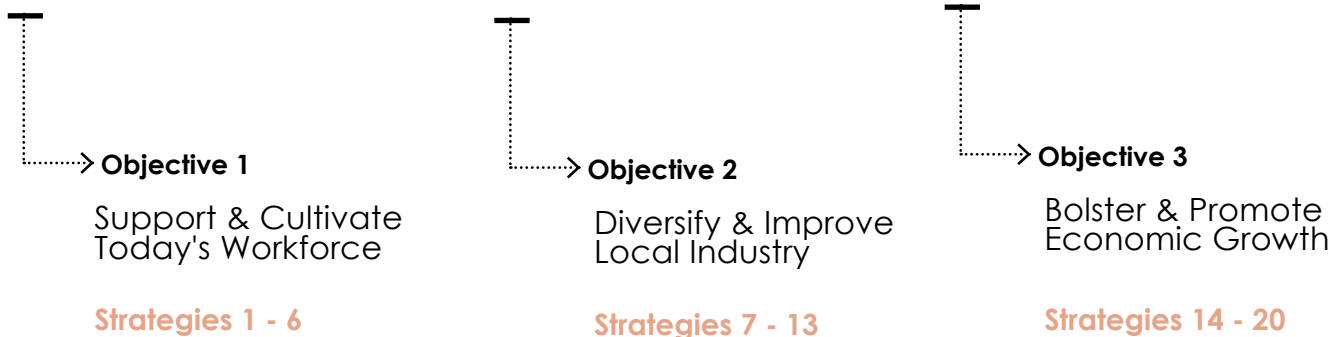 Objective 1
Support & Cultivate
Today's Workforce
Strategies 1 - 6
Objective 2
Diversify & Improve
Local Industry
Strategies 7 - 13
Objective 3
Bolster & Promote
Economic Growth
Strategies 14 - 20